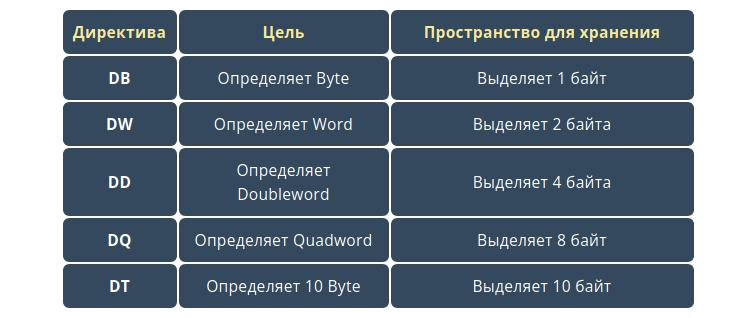 Директива Цель Пространство для хранения
DB Определяет Byte Выделяет 1 байт
DW Определяет Word Выделяет 2 байта
DD Определяет Doubleword Выделяет 4 байта
DQ Определяет Quadword Выделяет 8 байт
DT Определяет 10 Byte Выделяет 10 байт